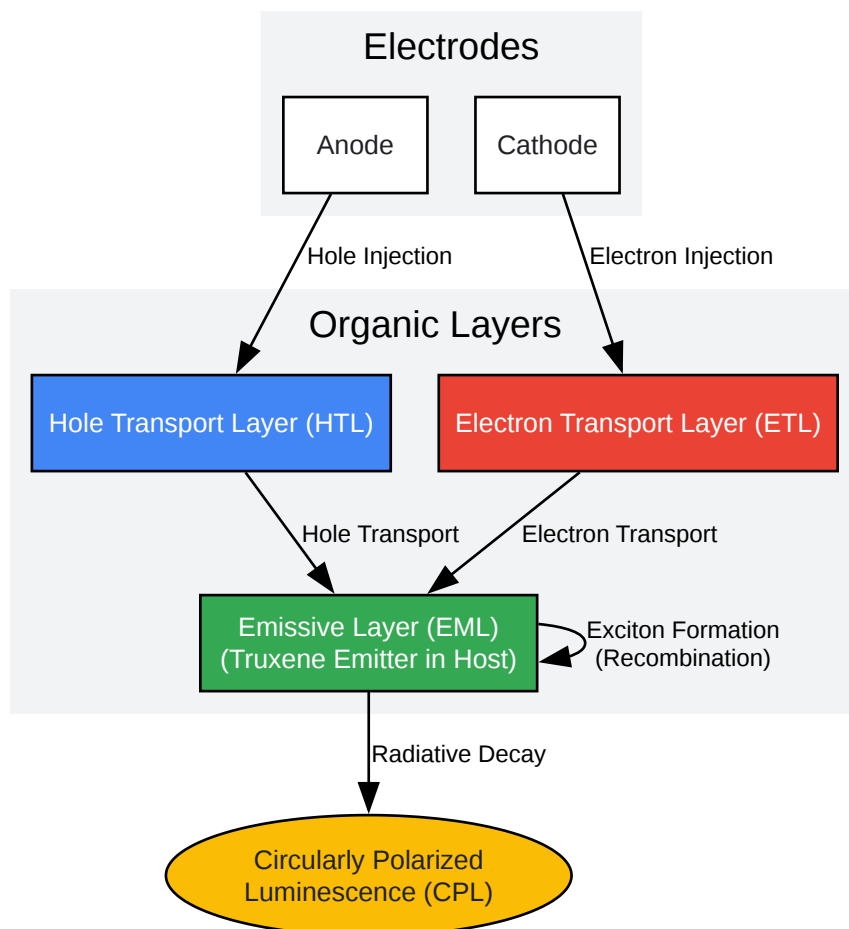 Electrodes
Anode
Cathode
Hole Injection
Electron Injection
Organic Layers
Hole Transport Layer (HTL)
Electron Transport Layer (ETL)
Hole Transport
Electron Transport
Emissive Layer (EML)
(Truxene Emitter in Host)
Exciton Formation
(Recombination)
Radiative Decay
Circularly Polarized
Luminescence (CPL)